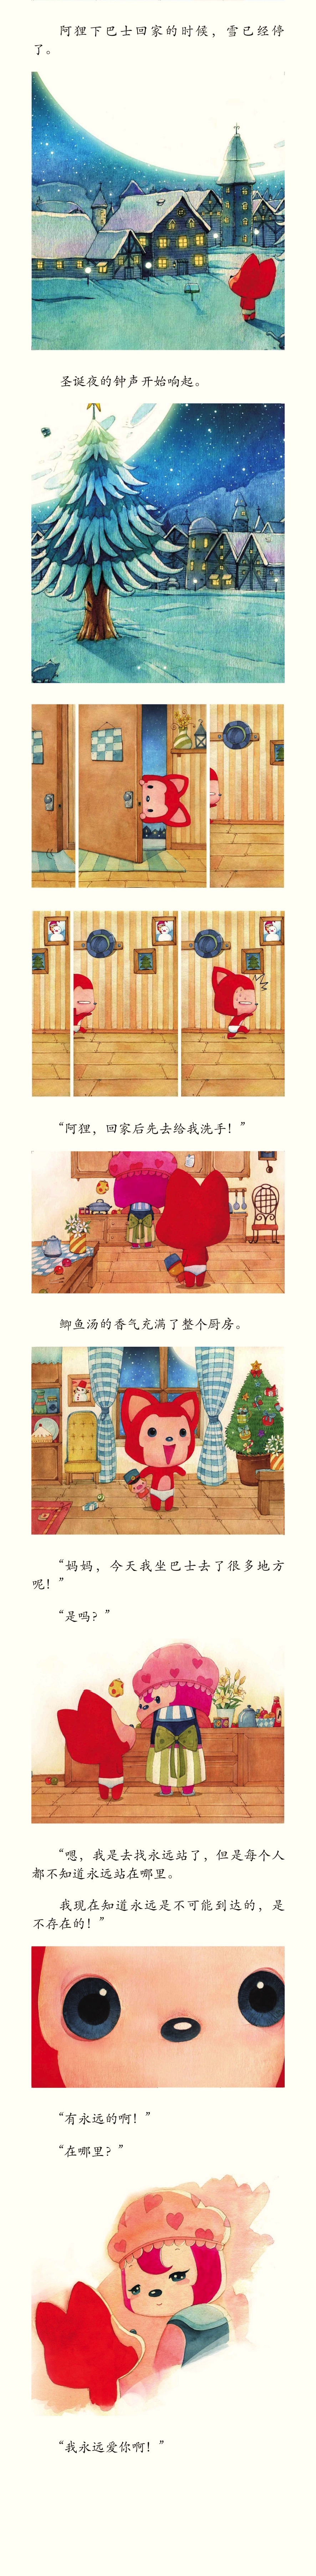 阿狸下巴士回家的时候，雪已经停
了。
圣诞夜的钟声开始响起。
“阿狸，回家后先去给我洗手！”
鲫鱼汤的香气充满了整个厨房。
“妈妈，今天我坐巴士去了很多地方
呢！”
“是吗？”
“嗯，我是去找永远站了，但是每个人
都不知道永远站在哪里。
我现在知道永远是不可能到达的，是
不存在的！”
“有永远的啊！”
“在哪里？”
“我永远爱你啊！”